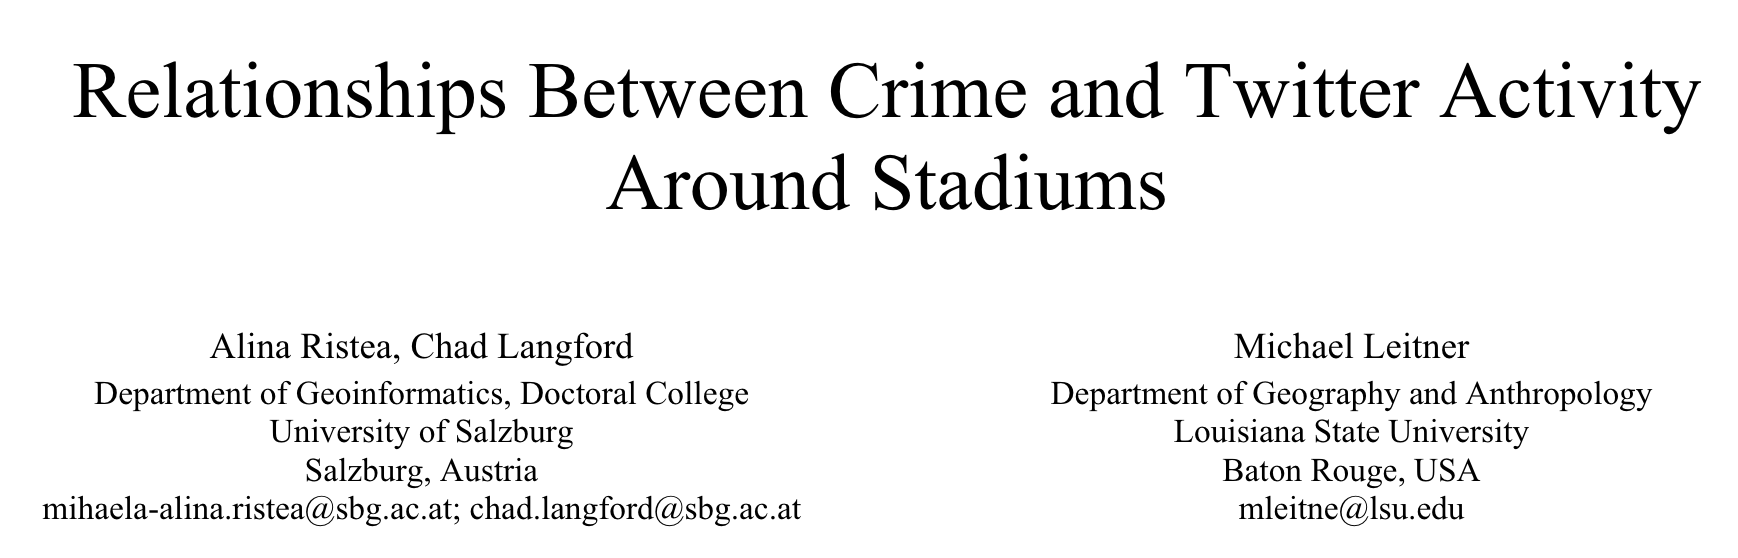 Relationships Between Crime and Twitter Activity
Around Stadiums
Alina Ristea, Chad Langford
Department of Geoinformatics, Doctoral College
University of Salzburg
Salzburg, Austria
mihaela-alina.ristea@sbg.ac.at; chad.langford@sbg.ac.at
Michael Leitner
Department of Geography and Anthropology
Louisiana State University
Baton Rouge, USA
mleitne@lsu.edu